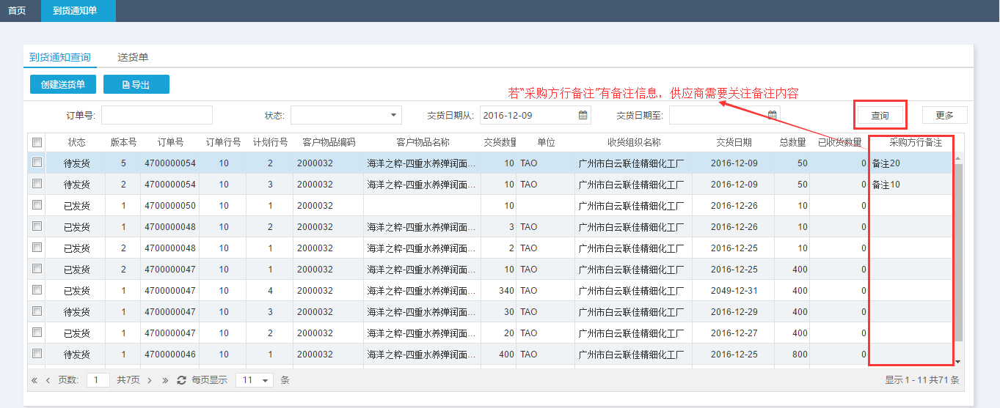 首页 到货通知单
到货通知查询 送货单
创建送货单 导出
若“采购方行备注”有备注信息，供应商需要关注备注内容
订单号: 状态: 交货日期从: 2016-12-09 交货日期至: 查询 更多
状态 版本号 订单号 订单行号 计划行号 客户物品编码 客户物品名称 交货数量 单位 收货组织名称 交货日期 总数量 已收货数量 采购方行备注
待发货 5 4700000054 10 2 2000032 海洋之粹-四重水养弹润面... 10 TAO 广州市白云联佳精细化工厂 2016-12-09 50 0 备注20
待发货 2 4700000054 10 3 2000032 海洋之粹-四重水养弹润面... 10 TAO 广州市白云联佳精细化工厂 2016-12-09 50 0 备注10
已发货 1 4700000050 10 1 2000032 10 广州市白云联佳精细化工厂 2016-12-26 10 0
已发货 1 4700000048 10 2 2000032 海洋之粹-四重水养弹润面... 3 TAO 广州市白云联佳精细化工厂 2016-12-26 10 0
已发货 2 4700000048 10 1 2000032 海洋之粹-四重水养弹润面... 2 TAO 广州市白云联佳精细化工厂 2016-12-25 10 0
已发货 2 4700000047 10 1 2000032 海洋之粹-四重水养弹润面... 10 TAO 广州市白云联佳精细化工厂 2016-12-25 400 0
已发货 1 4700000047 10 4 2000032 海洋之粹-四重水养弹润面... 340 TAO 广州市白云联佳精细化工厂 2049-12-31 400 0
待发货 1 4700000047 10 3 2000032 海洋之粹-四重水养弹润面... 30 TAO 广州市白云联佳精细化工厂 2016-12-29 400 0
已发货 1 4700000047 10 2 2000032 海洋之粹-四重水养弹润面... 20 TAO 广州市白云联佳精细化工厂 2016-12-27 400 0
待发货 1 4700000046 10 1 2000032 海洋之粹-四重水养弹润面... 400 TAO 广州市白云联佳精细化工厂 2016-12-25 800 0
页数: 1 共7页 每页显示 11 条 显示 1 - 11 共71 条